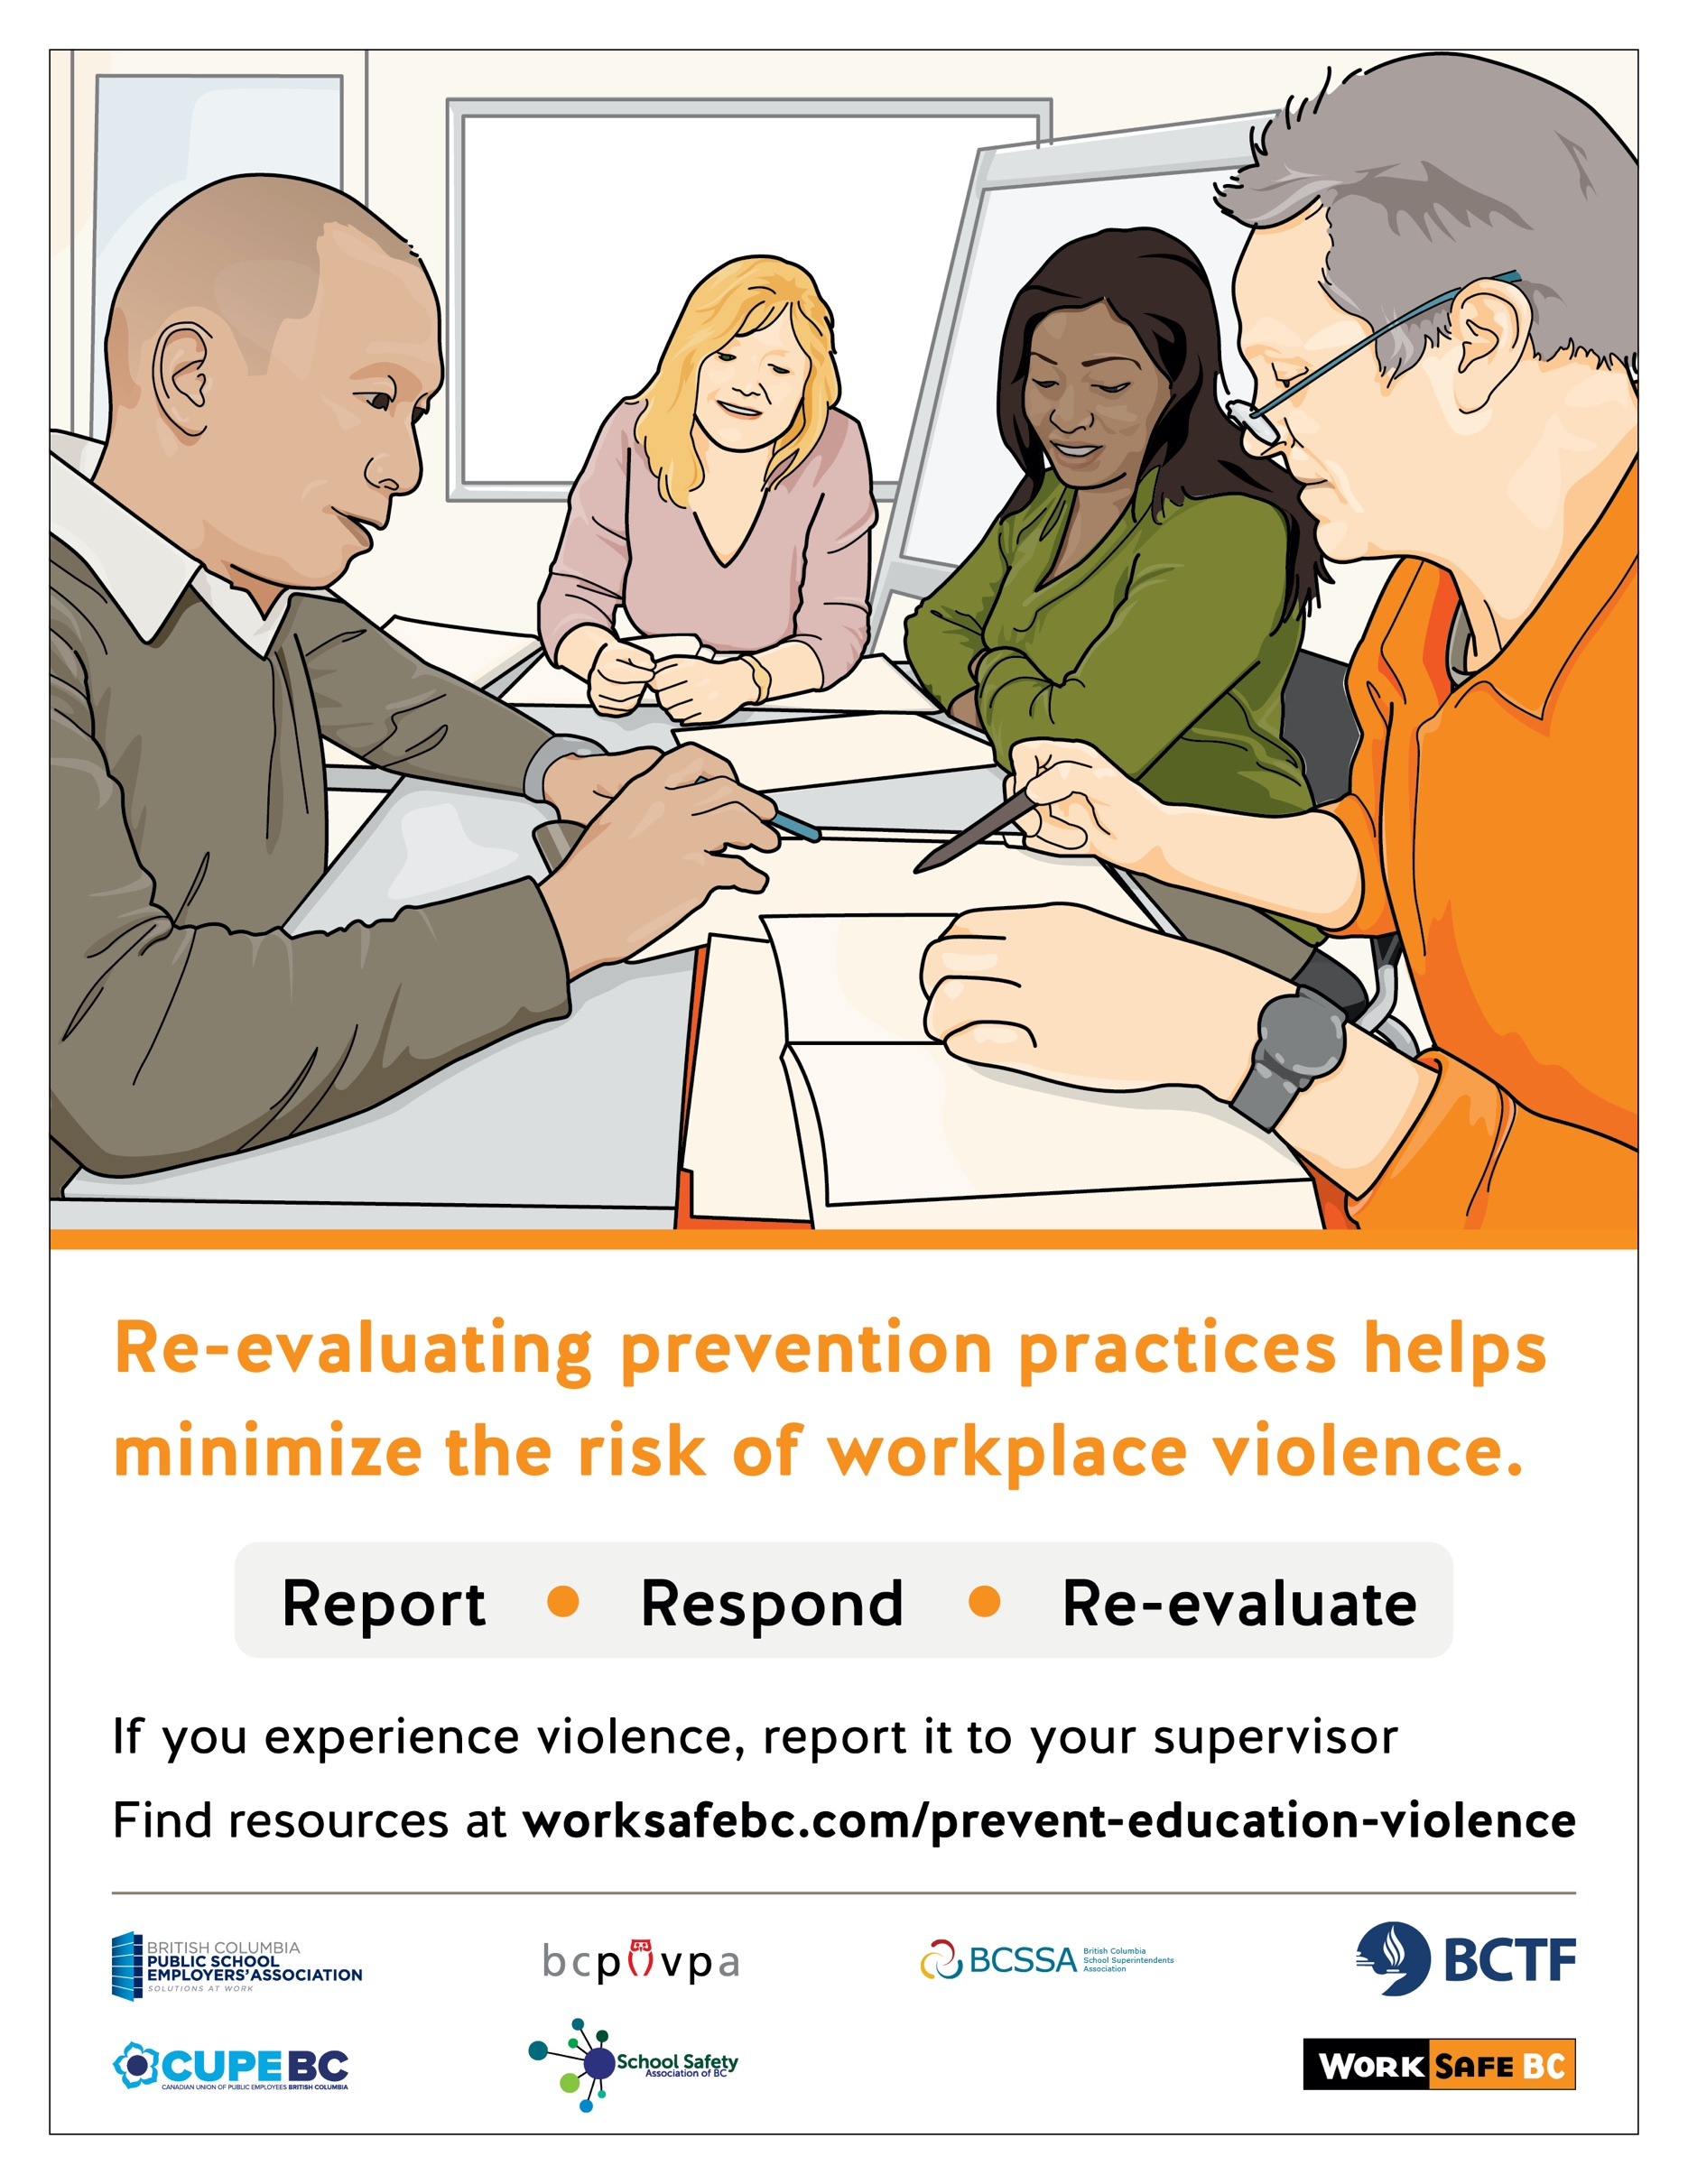 Re-evaluating prevention practices helps
minimize the risk of workplace violence.
Report • Respond • Re-evaluate
If you experience violence, report it to your supervisor
Find resources at worksafebc.com/prevent-education-violence
BRITISH COLUMBIA
PUBLIC SCHOOL
EMPLOYERS' ASSOCIATION
SOLUTIONS AT WORK
bcpvpa
BCSSA
British Columbia
School Superintendents
Association
BCTF
CUPE BC
CANADIAN UNION OF PUBLIC EMPLOYEES BRITISH COLUMBIA
School Safety
Association of BC
WORK SAFE BC